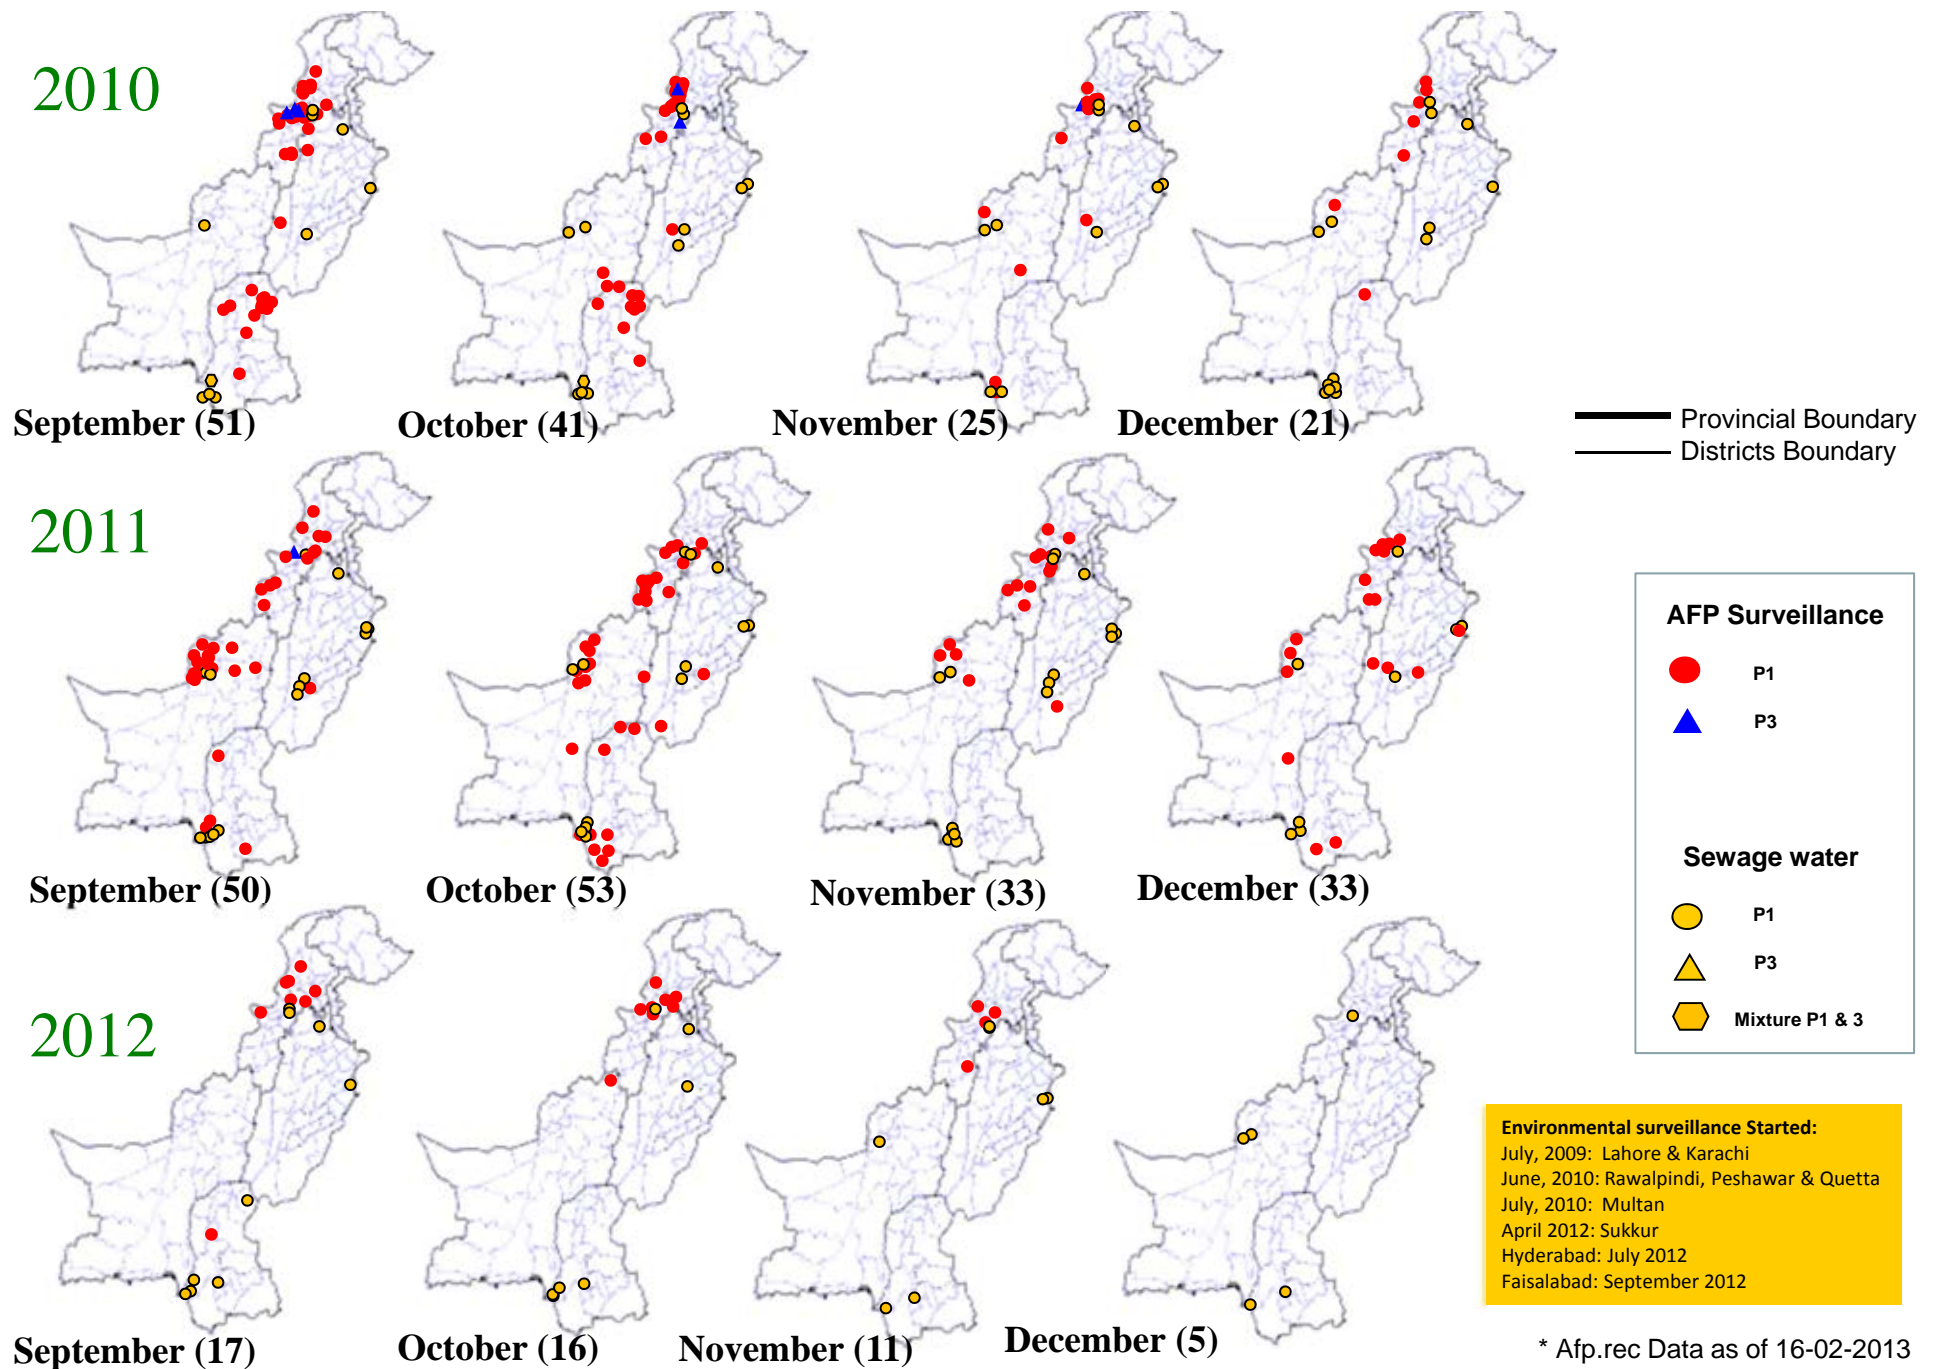 2010
September (51)
October (41)
November (25)
December (21)
Provincial Boundary
Districts Boundary
2011
September (50)
October (53)
November (33)
December (33)
AFP Surveillance
P1
P3
Sewage water
P1
P3
Mixture P1 & 3
2012
September (17)
October (16)
November (11)
December (5)
Environmental surveillance Started:
July, 2009: Lahore & Karachi
June, 2010: Rawalpindi, Peshawar & Quetta
July, 2010: Multan
April 2012: Sukkur
Hyderabad: July 2012
Faisalabad: September 2012
* Afp.rec Data as of 16-02-2013